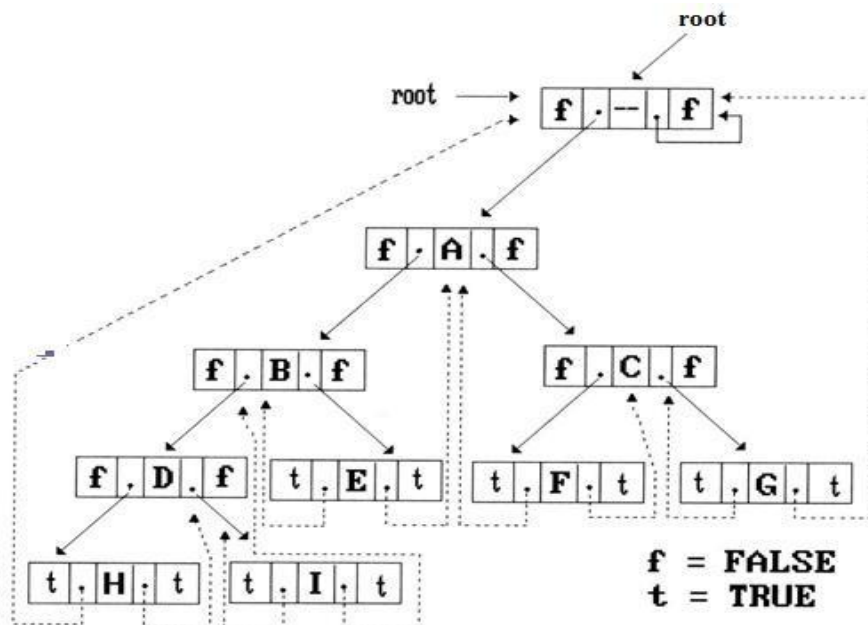 root
root
f . -- . f
f . A . f
f . B . f
f . C . f
f . D . f
t . E . t
t . F . t
t . G . t
t . H . t
t . I . t
f = FALSE
t = TRUE